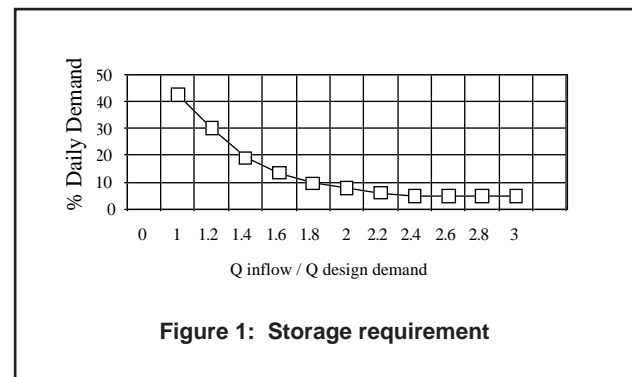 % Daily Demand
50
40
30
20
10
0
0 1 1.2 1.4 1.6 1.8 2 2.2 2.4 2.6 2.8 3
Q inflow / Q design demand
Figure 1: Storage requirement